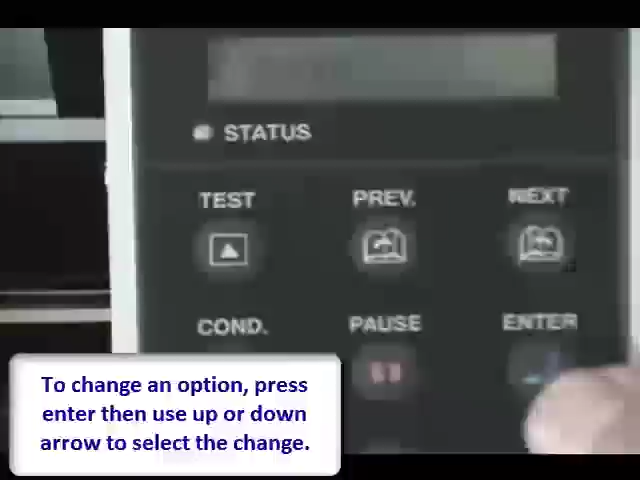 STATUS
TEST PREV. NEXT
COND. PAUSE ENTER
To change an option, press
enter then use up or down
arrow to select the change.